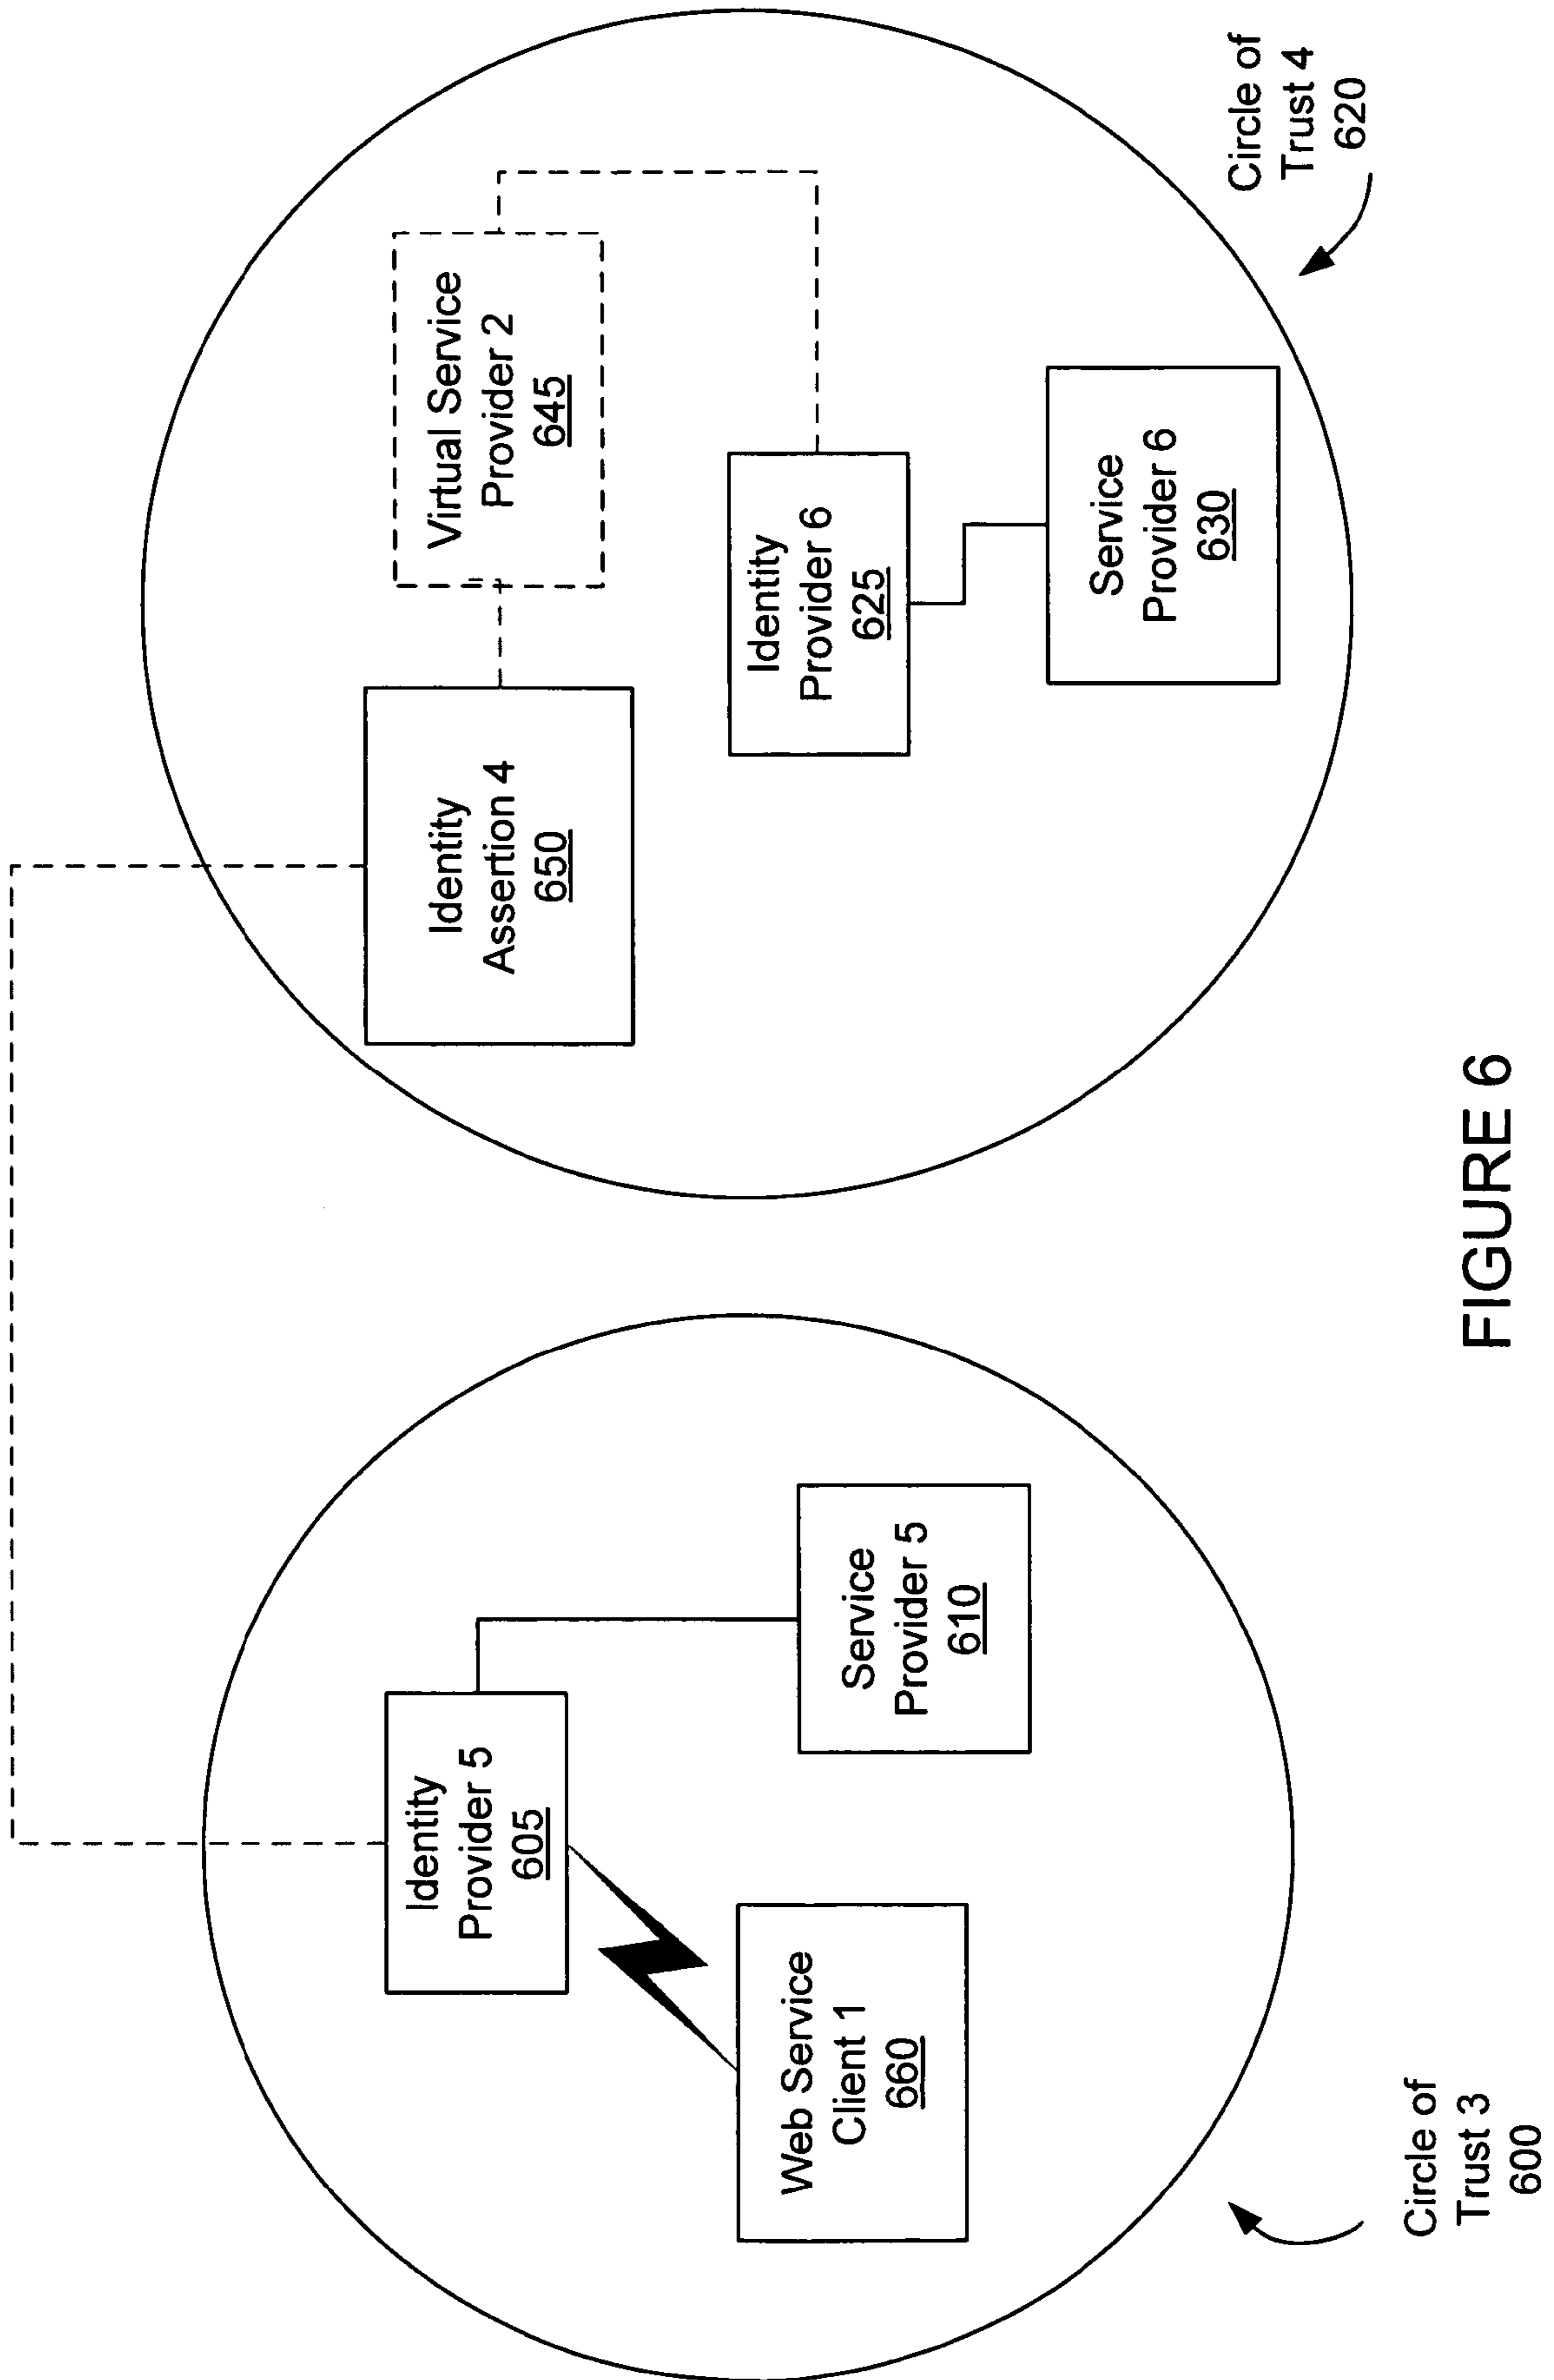 Identity
Provider 5
605
Web Service
Client 1
660
Service
Provider 5
610
Circle of
Trust 3
600
Identity
Assertion 4
650
Virtual Service
Provider 2
645
Identity
Provider 6
625
Service
Provider 6
630
Circle of
Trust 4
620
FIGURE 6